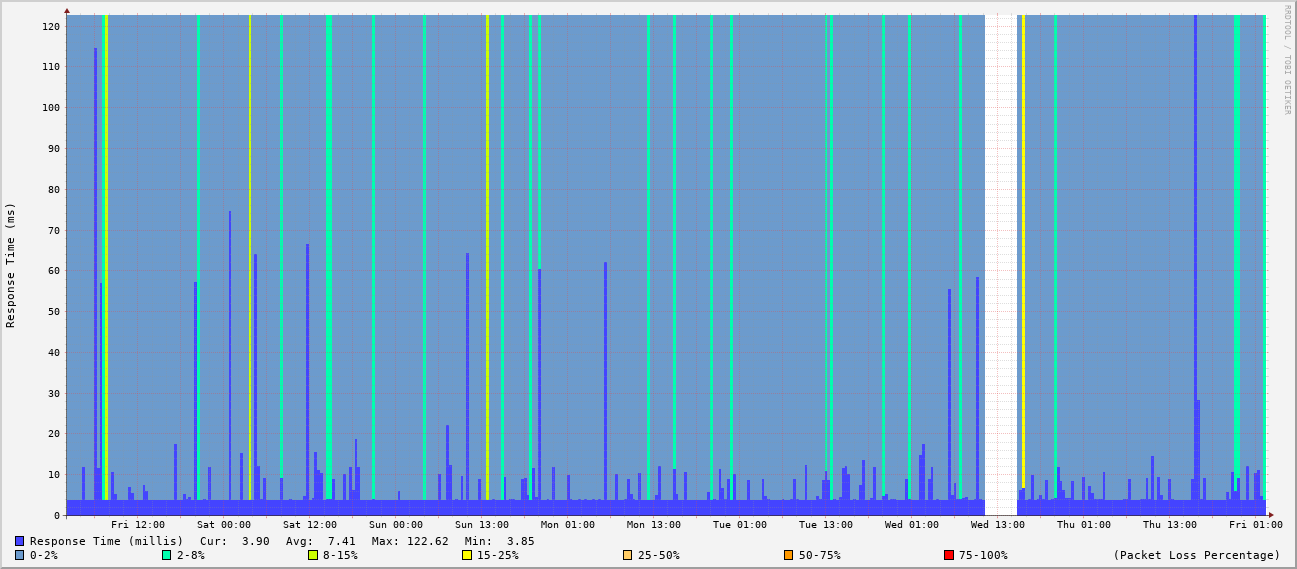 RRDTOOL / TOBI OETIKER
Response Time (ms)
120
110
100
90
80
70
60
50
40
30
20
10
0
Fri 12:00 Sat 00:00 Sat 12:00 Sun 00:00 Sun 13:00 Mon 01:00 Mon 13:00 Tue 01:00 Tue 13:00 Wed 01:00 Wed 13:00 Thu 01:00 Thu 13:00 Fri 01:00
Response Time (millis) Cur: 3.90 Avg: 7.41 Max: 122.62 Min: 3.85
0-2% 2-8% 8-15% 15-25% 25-50% 50-75% 75-100% (Packet Loss Percentage)